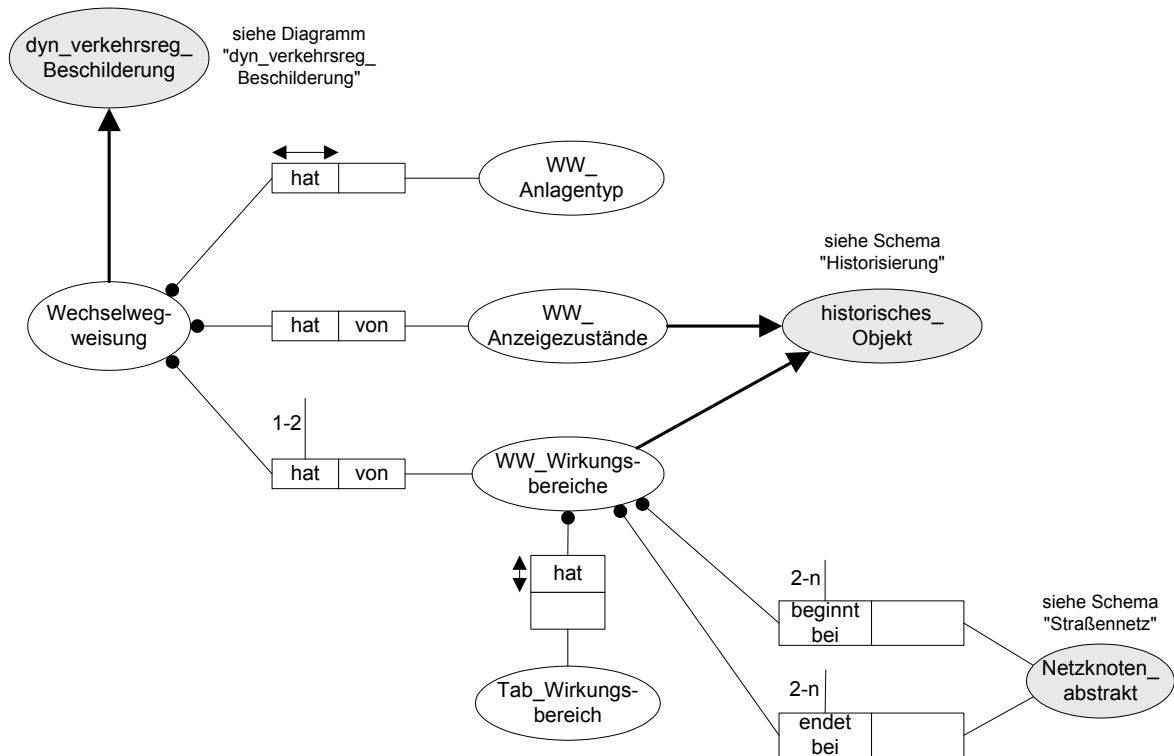 dyn_verkehrsreg_
Beschilderung
siehe Diagramm
"dyn_verkehrsreg_
Beschilderung"
hat
WW_
Anlagentyp
siehe Schema
"Historisierung"
Wechselweg-
weisung
hat
von
WW_
Anzeigezustände
historisches_
Objekt
1-2
hat
von
WW_Wirkungs-
bereiche
hat
2-n
beginnt
bei
siehe Schema
"Straßennetz"
Netzknoten_
abstrakt
Tab_Wirkungs-
bereich
2-n
endet
bei